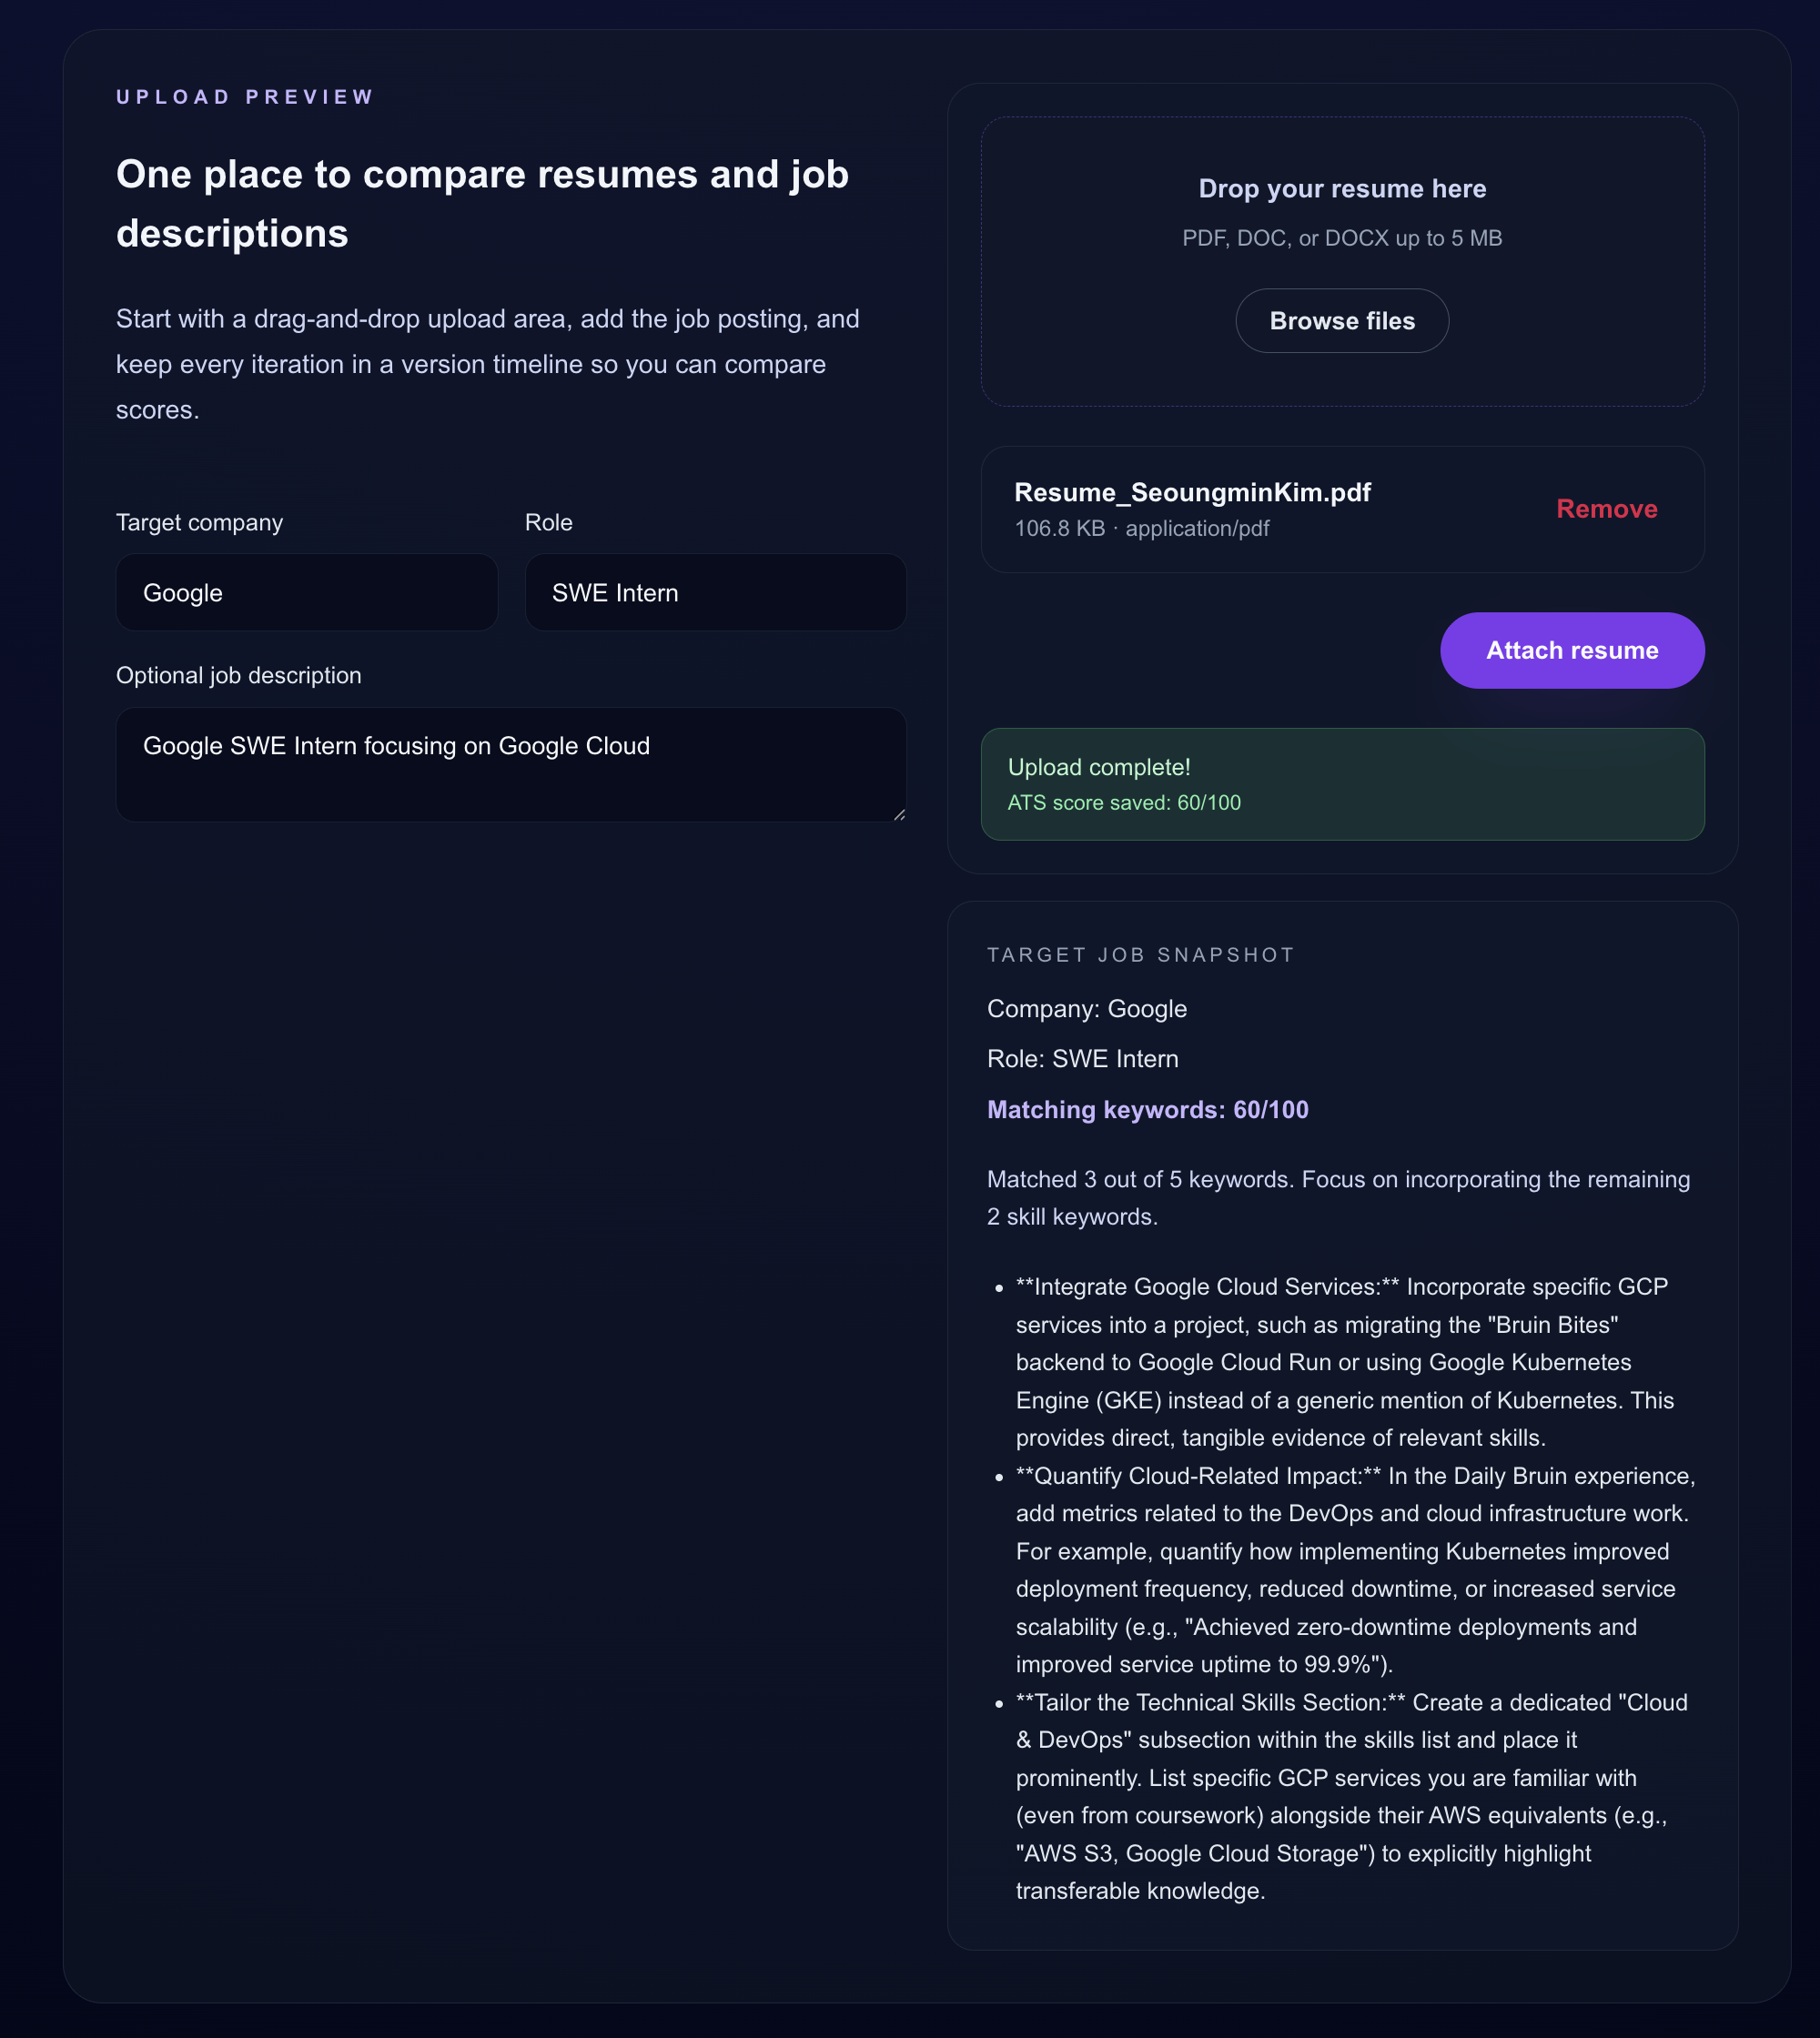 UPLOAD PREVIEW
One place to compare resumes and job
descriptions
Start with a drag-and-drop upload area, add the job posting, and
keep every iteration in a version timeline so you can compare
scores.
Target company
Role
Google
SWE Intern
Optional job description
Google SWE Intern focusing on Google Cloud
Drop your resume here
PDF, DOC, or DOCX up to 5 MB
Browse files
Resume_SeoungminKim.pdf
106.8 KB · application/pdf
Remove
Attach resume
Upload complete!
ATS score saved: 60/100
TARGET JOB SNAPSHOT
Company: Google
Role: SWE Intern
Matching keywords: 60/100
Matched 3 out of 5 keywords. Focus on incorporating the remaining
2 skill keywords.
• **Integrate Google Cloud Services:** Incorporate specific GCP
services into a project, such as migrating the "Bruin Bites"
backend to Google Cloud Run or using Google Kubernetes
Engine (GKE) instead of a generic mention of Kubernetes. This
provides direct, tangible evidence of relevant skills.
• **Quantify Cloud-Related Impact:** In the Daily Bruin experience,
add metrics related to the DevOps and cloud infrastructure work.
For example, quantify how implementing Kubernetes improved
deployment frequency, reduced downtime, or increased service
scalability (e.g., "Achieved zero-downtime deployments and
improved service uptime to 99.9%").
• **Tailor the Technical Skills Section:** Create a dedicated "Cloud
& DevOps" subsection within the skills list and place it
prominently. List specific GCP services you are familiar with
(even from coursework) alongside their AWS equivalents (e.g.,
"AWS S3, Google Cloud Storage") to explicitly highlight
transferable knowledge.